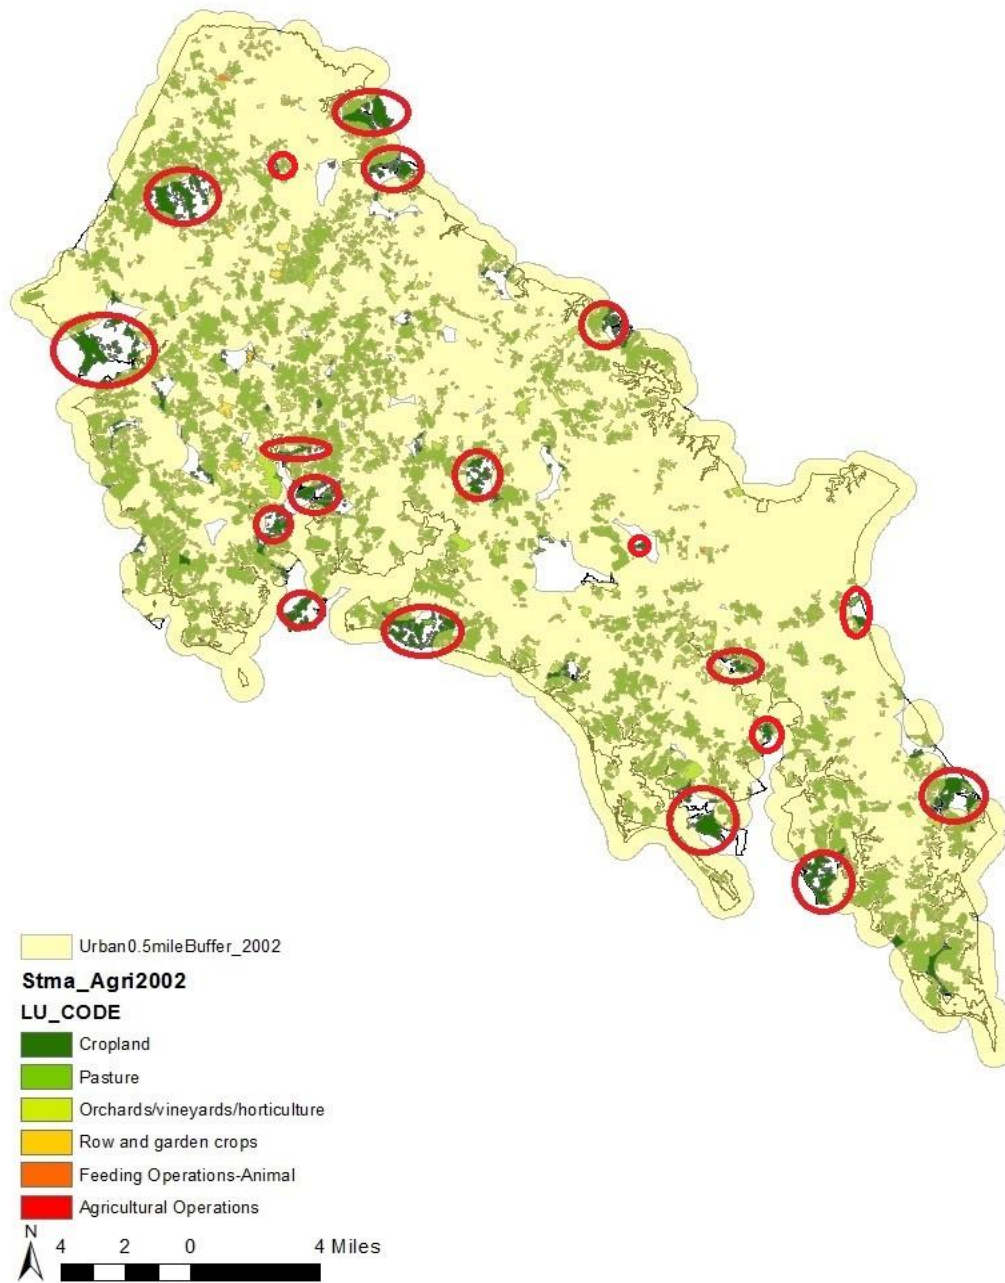 Urban0.5mileBuffer_2002
Stma_Agri2002
LU_CODE
Cropland
Pasture
Orchards/vineyards/horticulture
Row and garden crops
Feeding Operations-Animal
Agricultural Operations
N
4 2 0 4 Miles